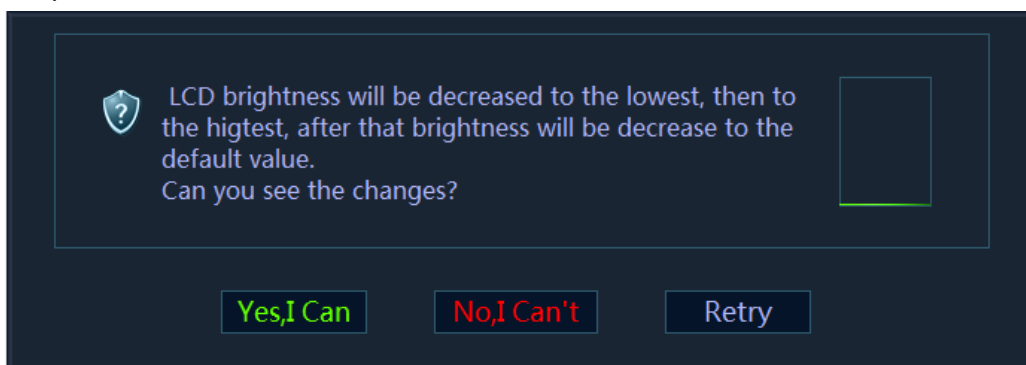 LCD brightness will be decreased to the lowest, then to
the higtest, after that brightness will be decrease to the
default value.
Can you see the changes?
Yes,I Can
No,I Can't
Retry